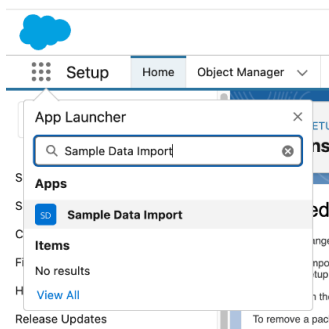 Setup
Home
Object Manager
App Launcher
Sample Data Import
Apps
SD
Sample Data Import
Items
No results
View All
Release Updates
To remove a pac